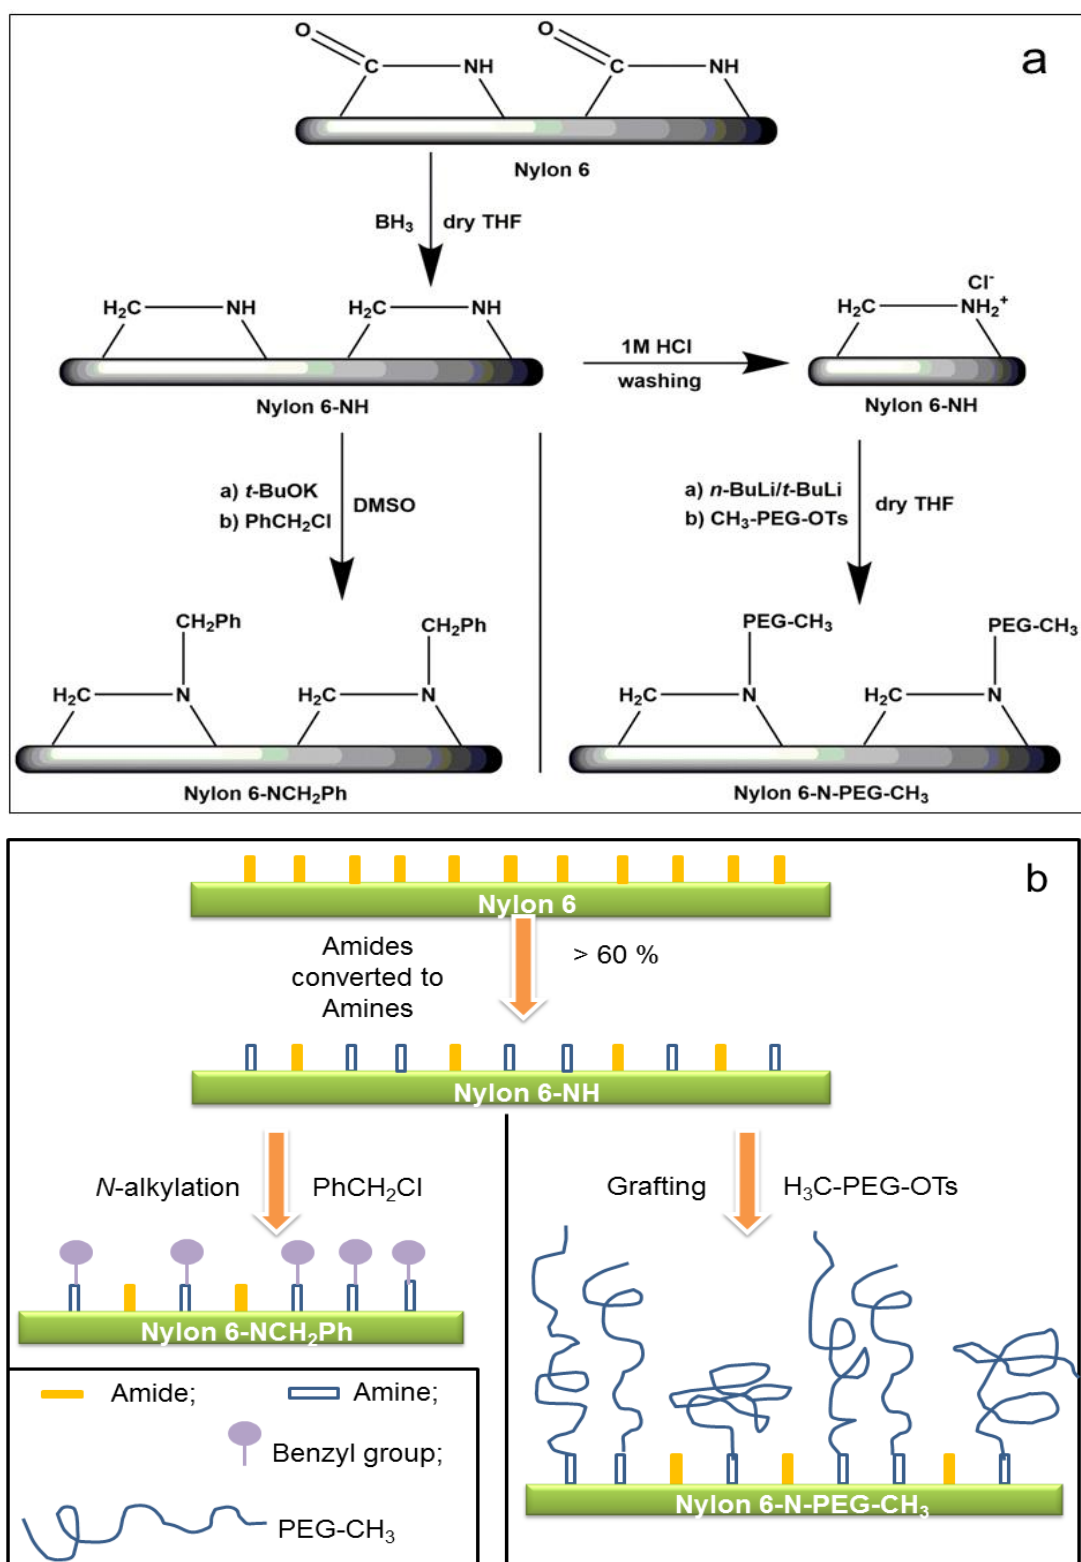 a
O
C
NH
O
C
NH
Nylon 6
BH₃
dry THF
H₂C
NH
H₂C
NH
Nylon 6-NH
1M HCl
washing
Cl⁻
H₂C
NH₂⁺
Nylon 6-NH
a) t-BuOK
b) PhCH₂Cl
DMSO
a) n-BuLi/t-BuLi
b) CH₃-PEG-OTs
dry THF
CH₂Ph
CH₂Ph
H₂C
N
H₂C
N
Nylon 6-NCH₂Ph
PEG-CH₃
PEG-CH₃
H₂C
N
H₂C
N
Nylon 6-N-PEG-CH₃
b
Nylon 6
Amides
converted to
Amines
> 60 %
Nylon 6-NH
N-alkylation
PhCH₂Cl
Grafting
H₃C-PEG-OTs
Nylon 6-NCH₂Ph
Nylon 6-N-PEG-CH₃
Amide;
Amine;
Benzyl group;
PEG-CH₃